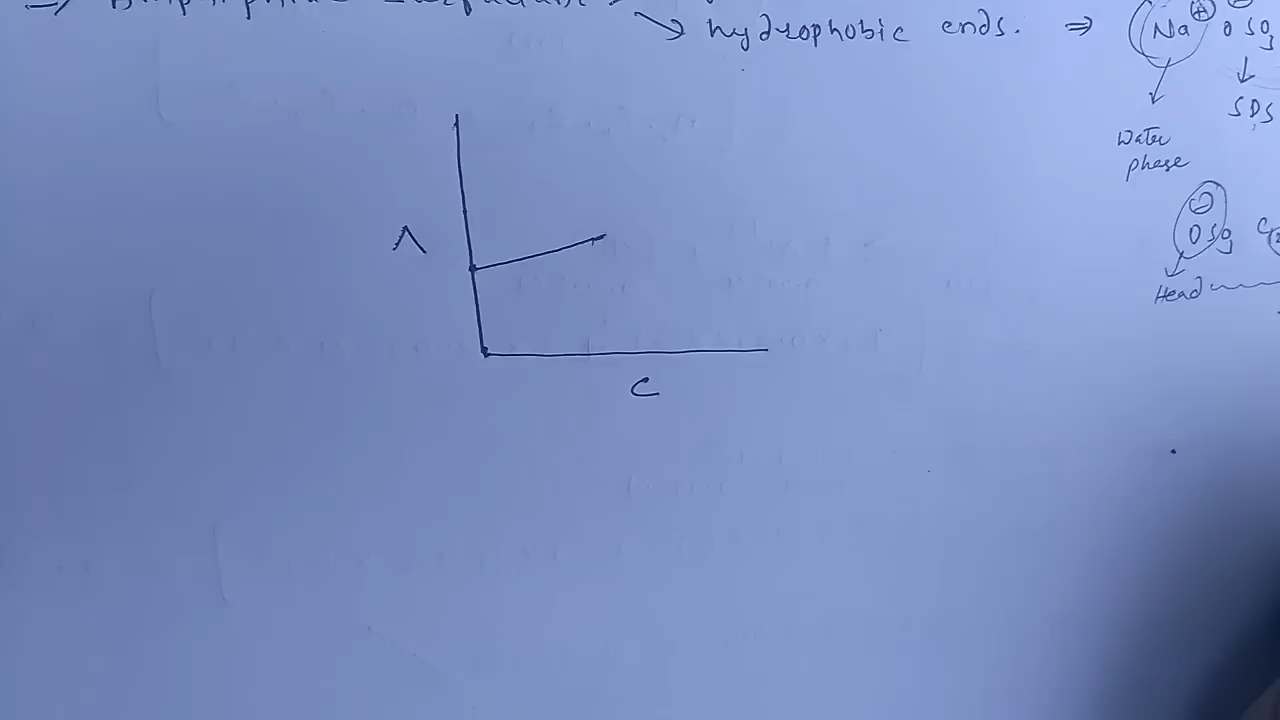 hydrophobic ends. ⇒ Na⊕ OSO3
↓
SDS
Water
phase
Λ
⊖
OSO3
Head
C